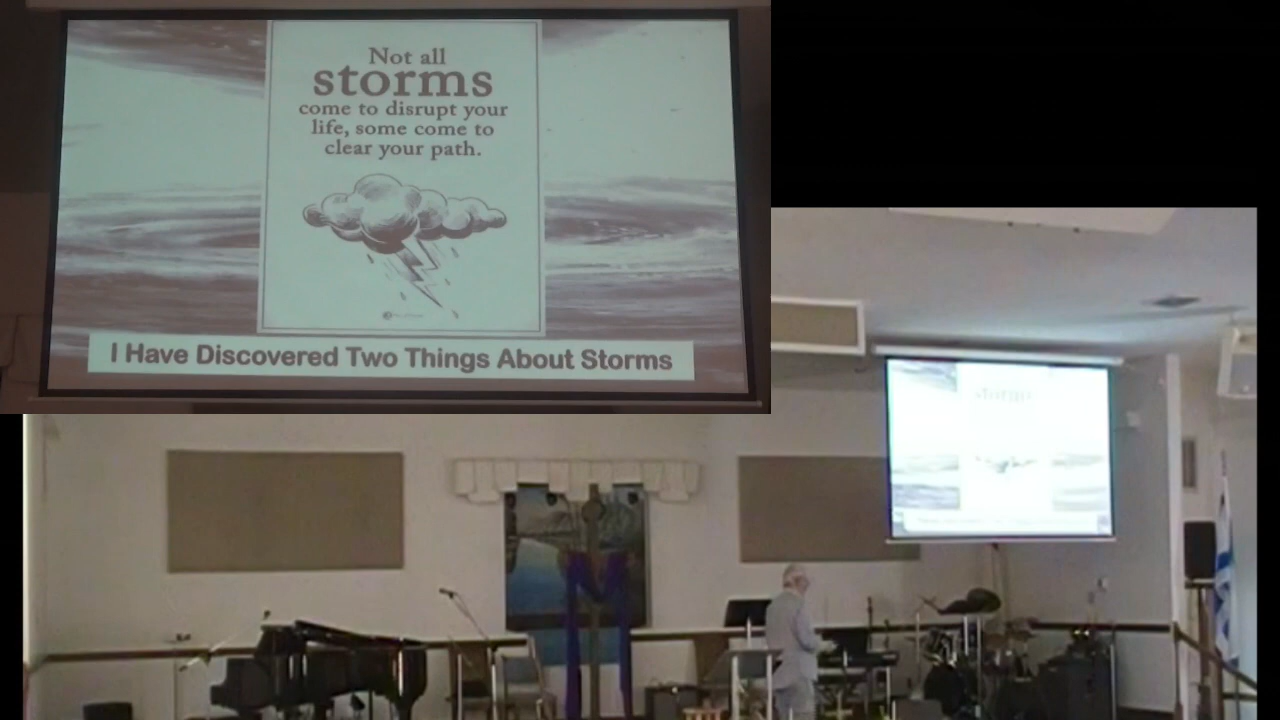 Not all
storms
come to disrupt your
life, some come to
clear your path.
I Have Discovered Two Things About Storms
storms